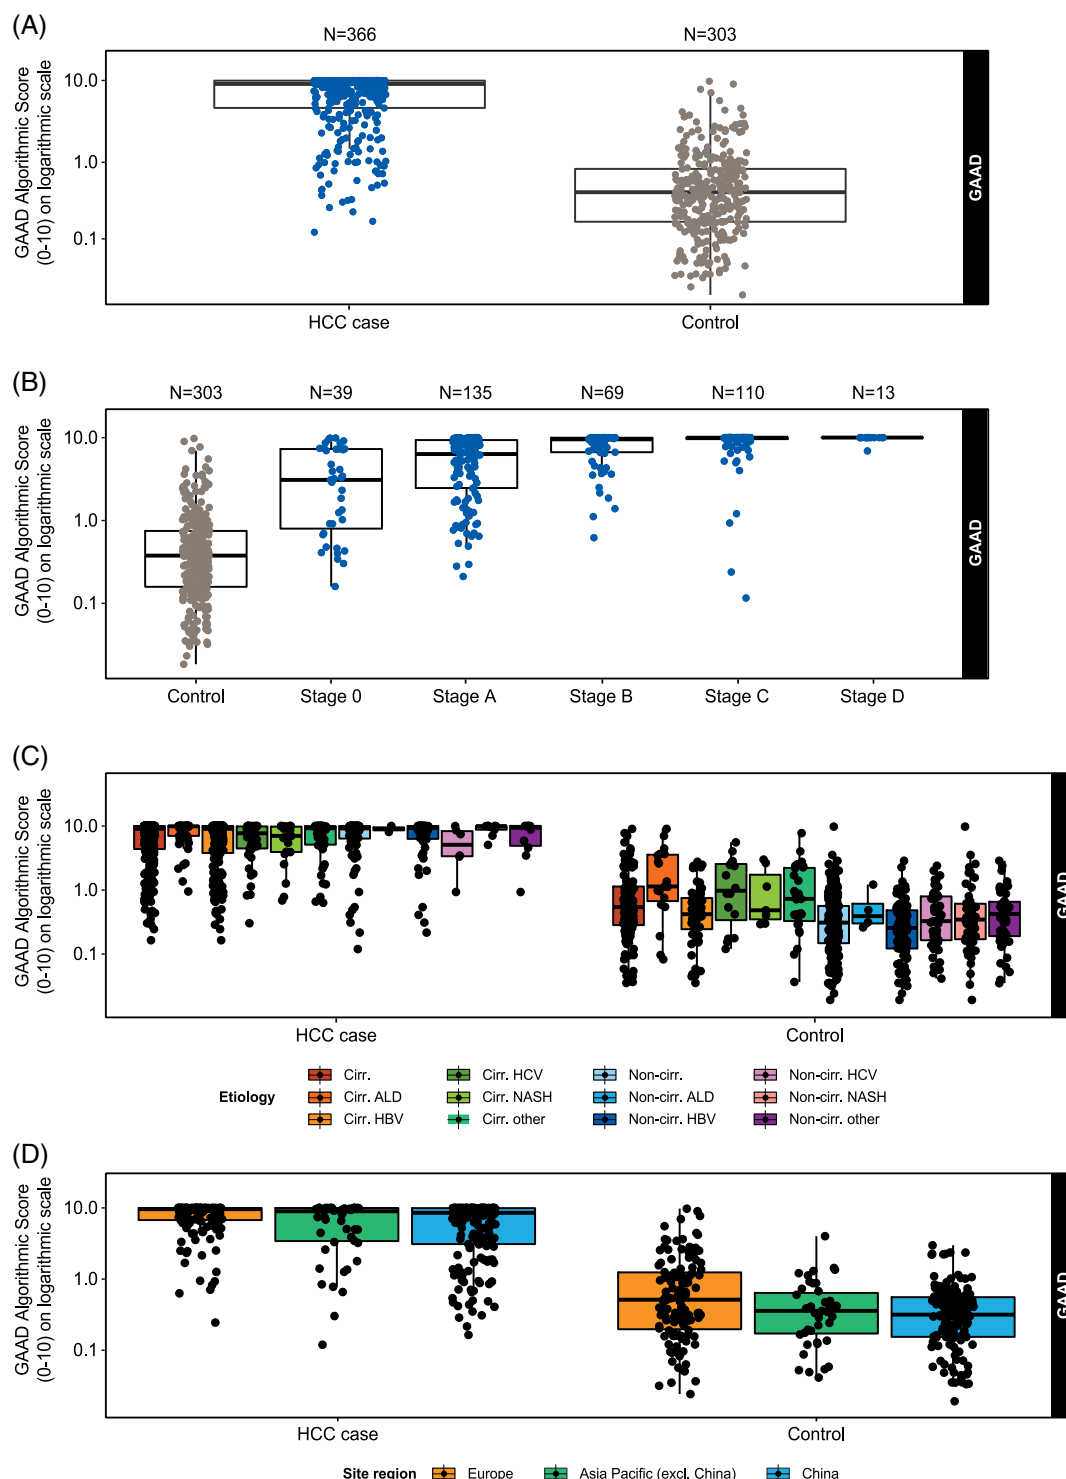 (A)
N=366 N=303
GAAD Algorithmic Score
(0-10) on logarithmic scale
10.0
1.0
0.1
GAAD
HCC case Control
(B)
N=303 N=39 N=135 N=69 N=110 N=13
GAAD Algorithmic Score
(0-10) on logarithmic scale
10.0
1.0
0.1
GAAD
Control Stage 0 Stage A Stage B Stage C Stage D
(C)
GAAD Algorithmic Score
(0-10) on logarithmic scale
10.0
1.0
0.1
GAAD
HCC case Control
Etiology
Cirr. Cirr. HCV Non-cirr. Non-cirr. HCV
Cirr. ALD Cirr. NASH Non-cirr. ALD Non-cirr. NASH
Cirr. HBV Cirr. other Non-cirr. HBV Non-cirr. other
(D)
GAAD Algorithmic Score
(0-10) on logarithmic scale
10.0
1.0
0.1
GAAD
HCC case Control
Site region Europe Asia Pacific (excl. China) China